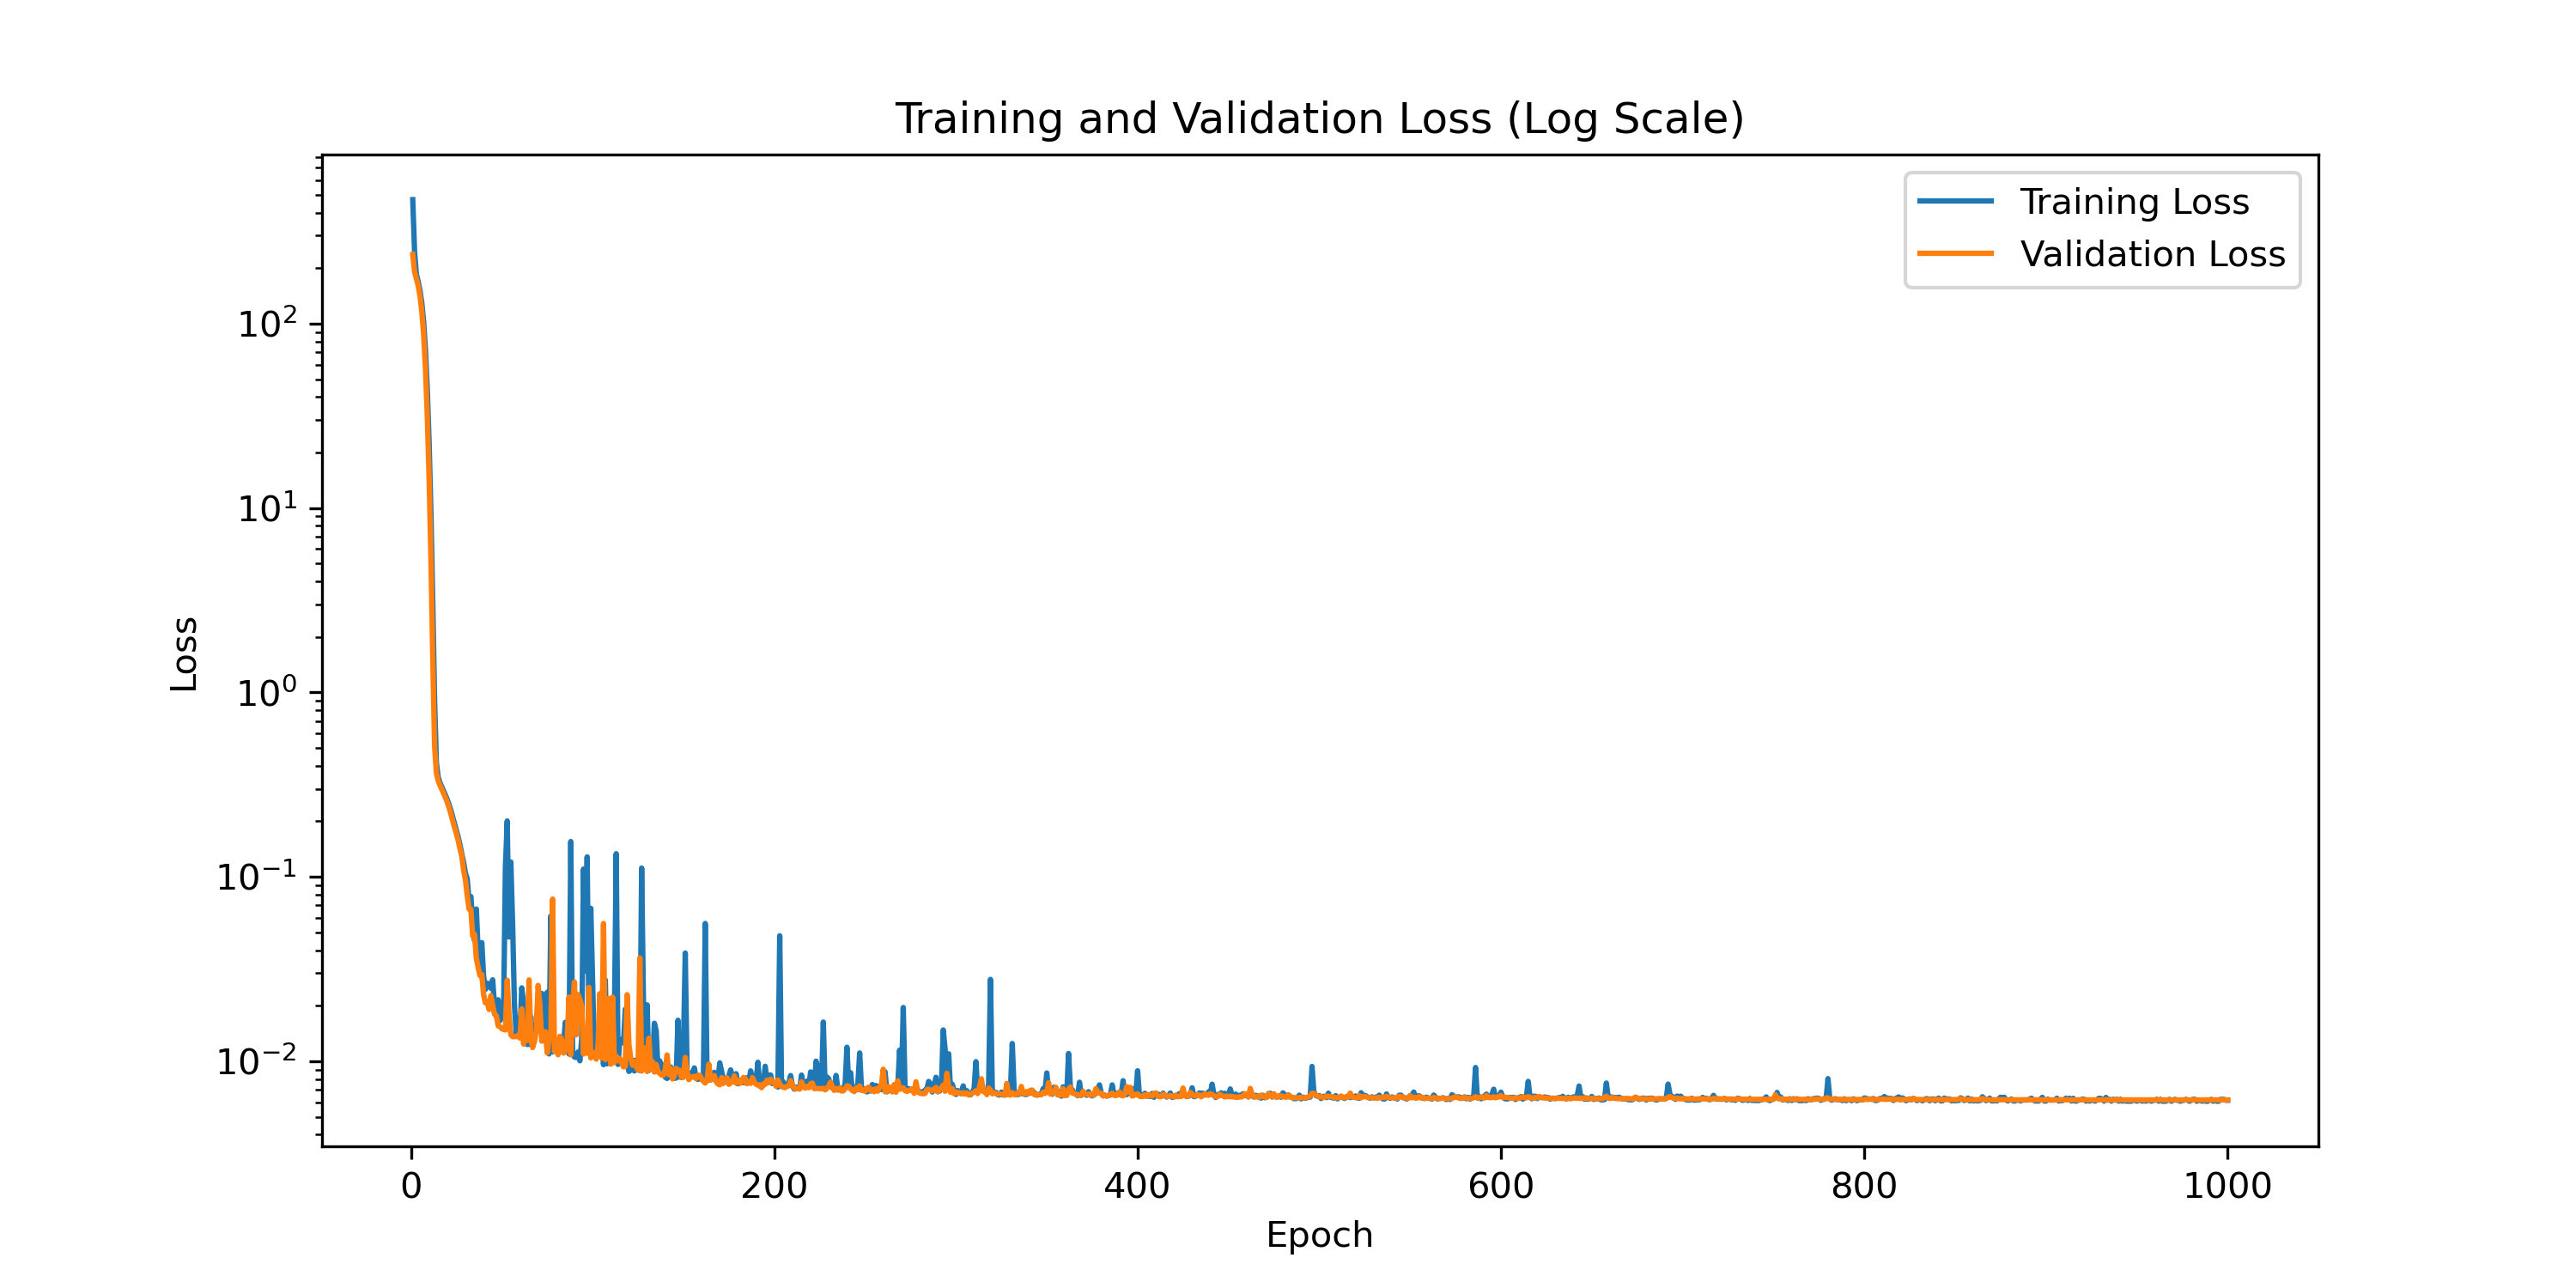 Training and Validation Loss (Log Scale)
Training Loss
Validation Loss
10²
10¹
10⁰
10⁻¹
10⁻²
Loss
0 200 400 600 800 1000
Epoch